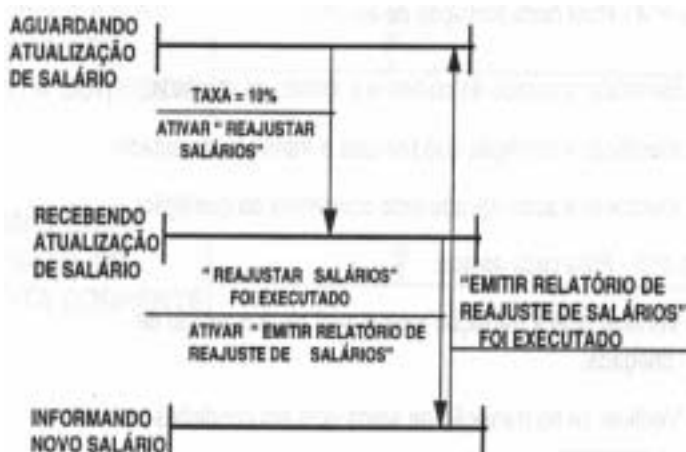 AGUARDANDO
ATUALIZAÇÃO
DE SALÁRIO
TAXA = 10%
ATIVAR " REAJUSTAR
SALÁRIOS"
RECEBENDO
ATUALIZAÇÃO
DE SALÁRIO
" REAJUSTAR SALÁRIOS"
FOI EXECUTADO
ATIVAR " EMITIR RELATÓRIO DE
REAJUSTE DE SALÁRIOS"
"EMITIR RELATÓRIO DE
REAJUSTE DE SALÁRIOS"
FOI EXECUTADO
INFORMANDO
NOVO SALÁRIO